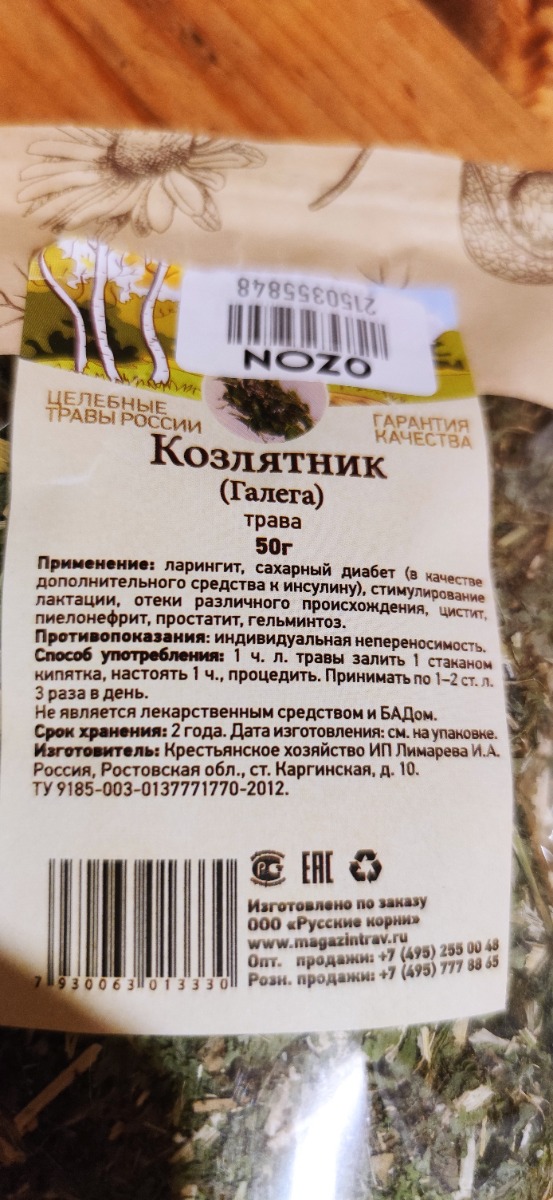 2150355848
OZON
ЦЕЛЕБНЫЕ
ТРАВЫ РОССИИ
ГАРАНТИЯ
КАЧЕСТВА
Козлятник
(Галега)
трава
50г
Применение: ларингит, сахарный диабет (в качестве
дополнительного средства к инсулину), стимулирование
лактации, отеки различного происхождения, цистит,
пиелонефрит, простатит, гельминтоз.
Противопоказания: индивидуальная непереносимость.
Способ употребления: 1 ч. л. травы залить 1 стаканом
кипятка, настоять 1 ч., процедить. Принимать по 1–2 ст. л.
3 раза в день.
Не является лекарственным средством и БАДом.
Срок хранения: 2 года. Дата изготовления: см. на упаковке.
Изготовитель: Крестьянское хозяйство ИП Лимарева И.А.
Россия, Ростовская обл., ст. Каргинская, д. 10.
ТУ 9185-003-0137771770-2012.
РСТ ЕАС
Изготовлено по заказу
ООО «Русские корни»
www.magazintrav.ru
Опт. продажи: +7 (495) 255 00 48
Розн. продажи: +7 (495) 777 88 65
7 930063 013330